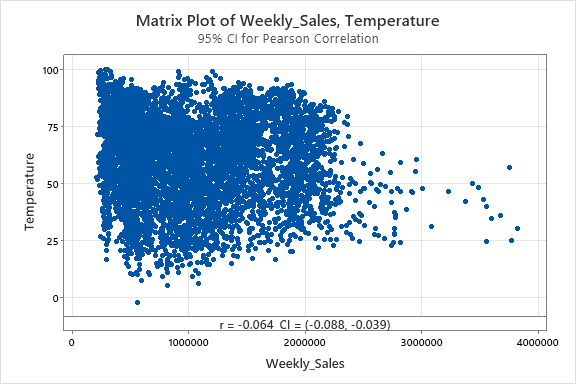 Matrix Plot of Weekly_Sales, Temperature
95% CI for Pearson Correlation
100
75
50
25
0
Temperature
r = -0.064 CI = (-0.088, -0.039)
0 1000000 2000000 3000000 4000000
Weekly_Sales